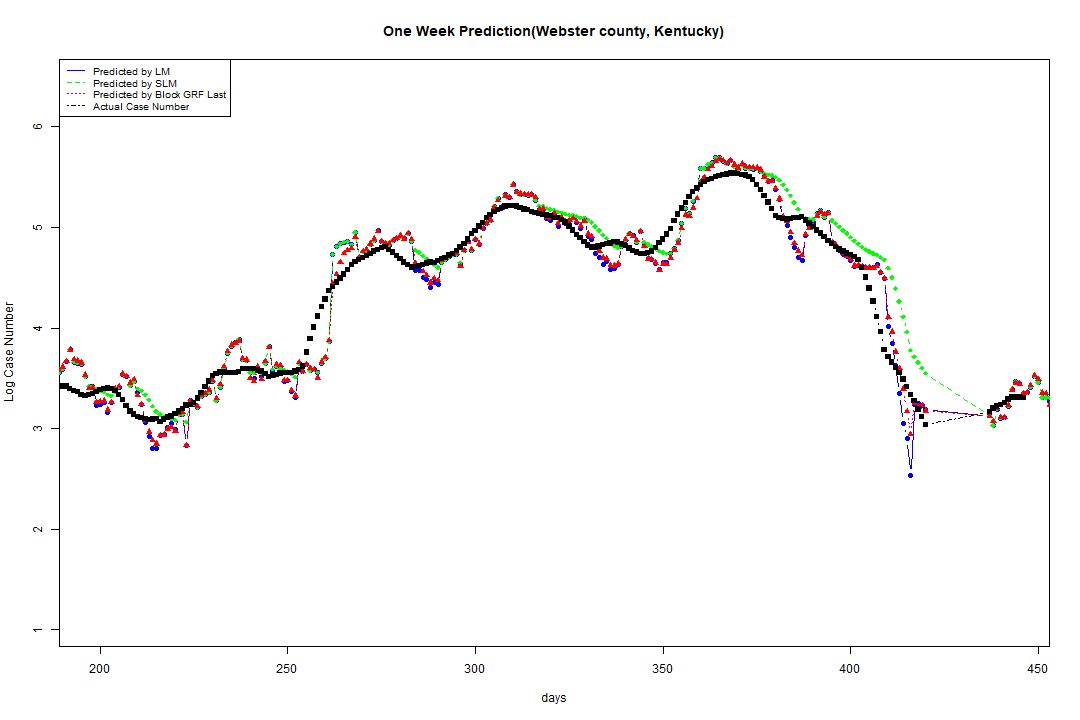 One Week Prediction(Webster county, Kentucky)
Predicted by LM
Predicted by SLM
Predicted by Block GRF Last
Actual Case Number
6
5
4
3
2
1
Log Case Number
200 250 300 350 400 450
days